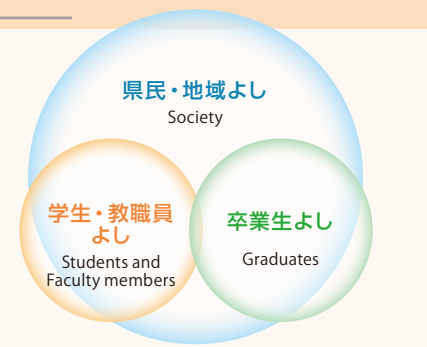 県民・地域よし
Society
学生・教職員
よし
Students and
Faculty members
卒業生よし
Graduates